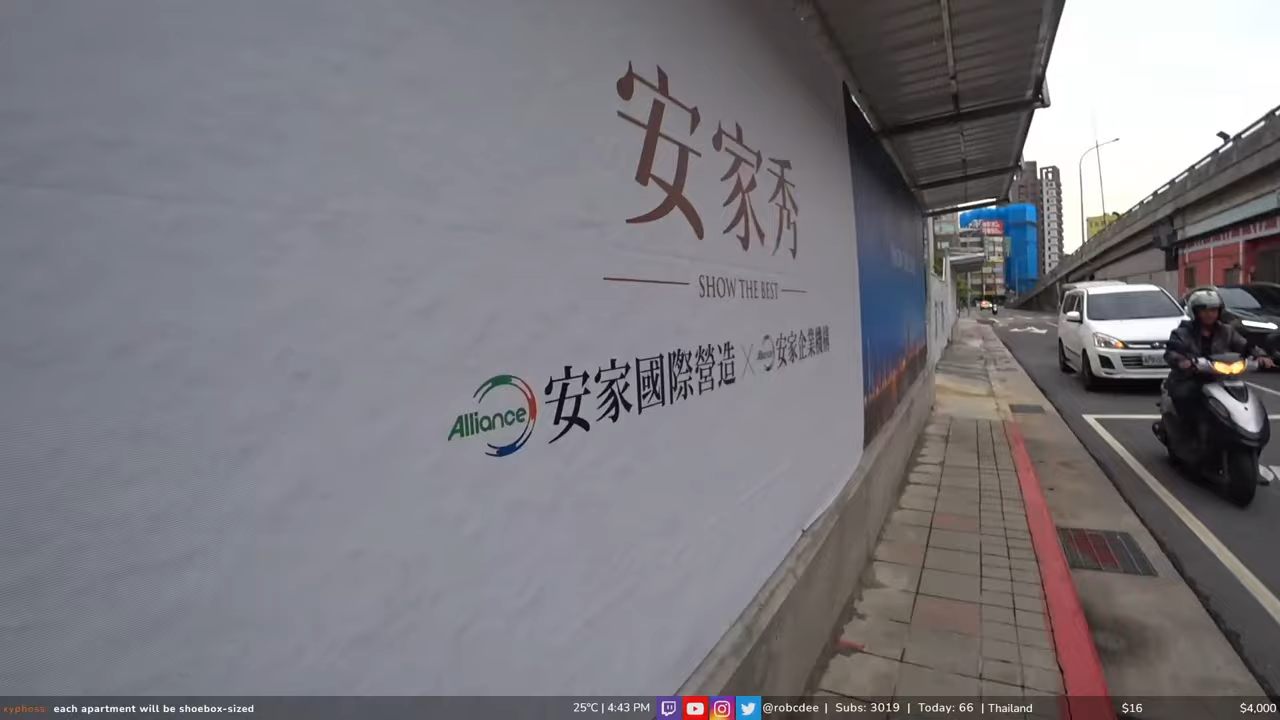 安家秀
SHOW THE BEST
Alliance 安家國際營造 × Alliance 安家企業機構
xyphoss: each apartment will be shoebox-sized
25°C | 4:43 PM
@robcdee | Subs: 3019 | Today: 66 | Thailand
$16
$4,000